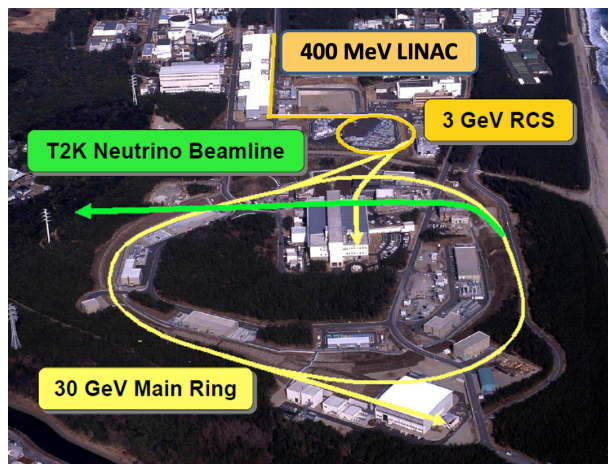 400 MeV LINAC
3 GeV RCS
T2K Neutrino Beamline
30 GeV Main Ring